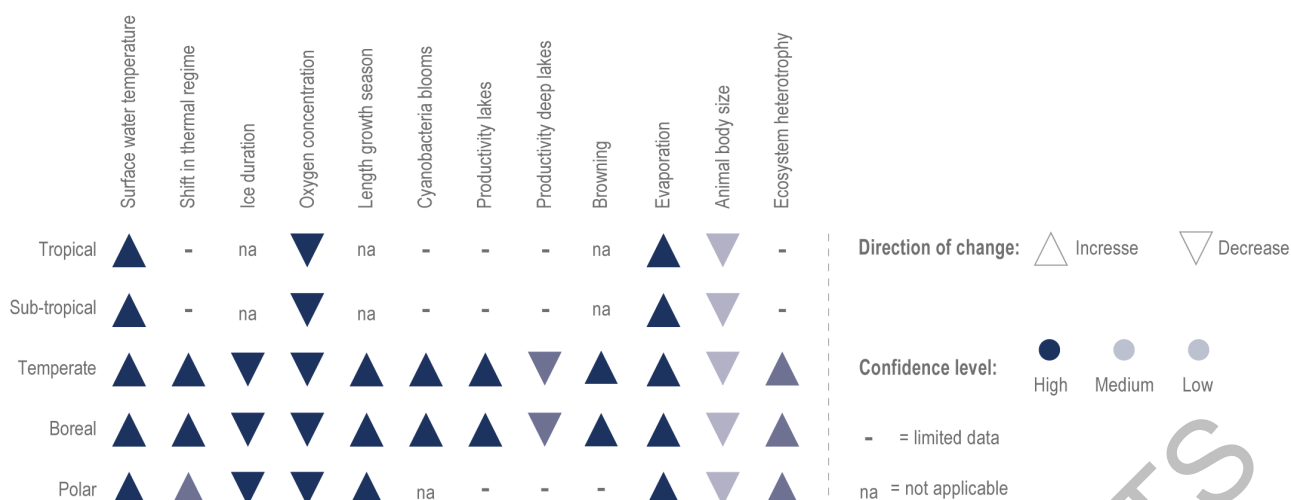 Surface water temperature
Shift in thermal regime
Ice duration
Oxygen concentration
Length growth season
Cyanobacteria blooms
Productivity lakes
Productivity deep lakes
Browning
Evaporation
Animal body size
Ecosystem heterotrophy
Tropical - na na - - - na -
Sub-tropical - na na - - - na -
Temperate
Boreal
Polar na - - -
Direction of change: Incresse Decrease
Confidence level:
High Medium Low
- = limited data
na = not applicable
TS